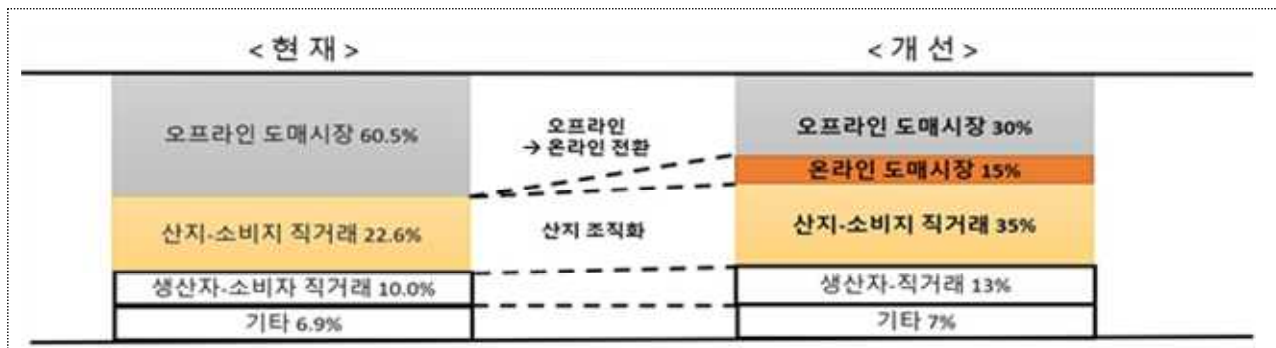 < 현 재 >
< 개 선 >
오프라인 도매시장 60.5%
오프라인
→ 온라인 전환
오프라인 도매시장 30%
온라인 도매시장 15%
산지-소비지 직거래 22.6%
산지 조직화
산지-소비지 직거래 35%
생산자-소비자 직거래 10.0%
생산자-직거래 13%
기타 6.9%
기타 7%